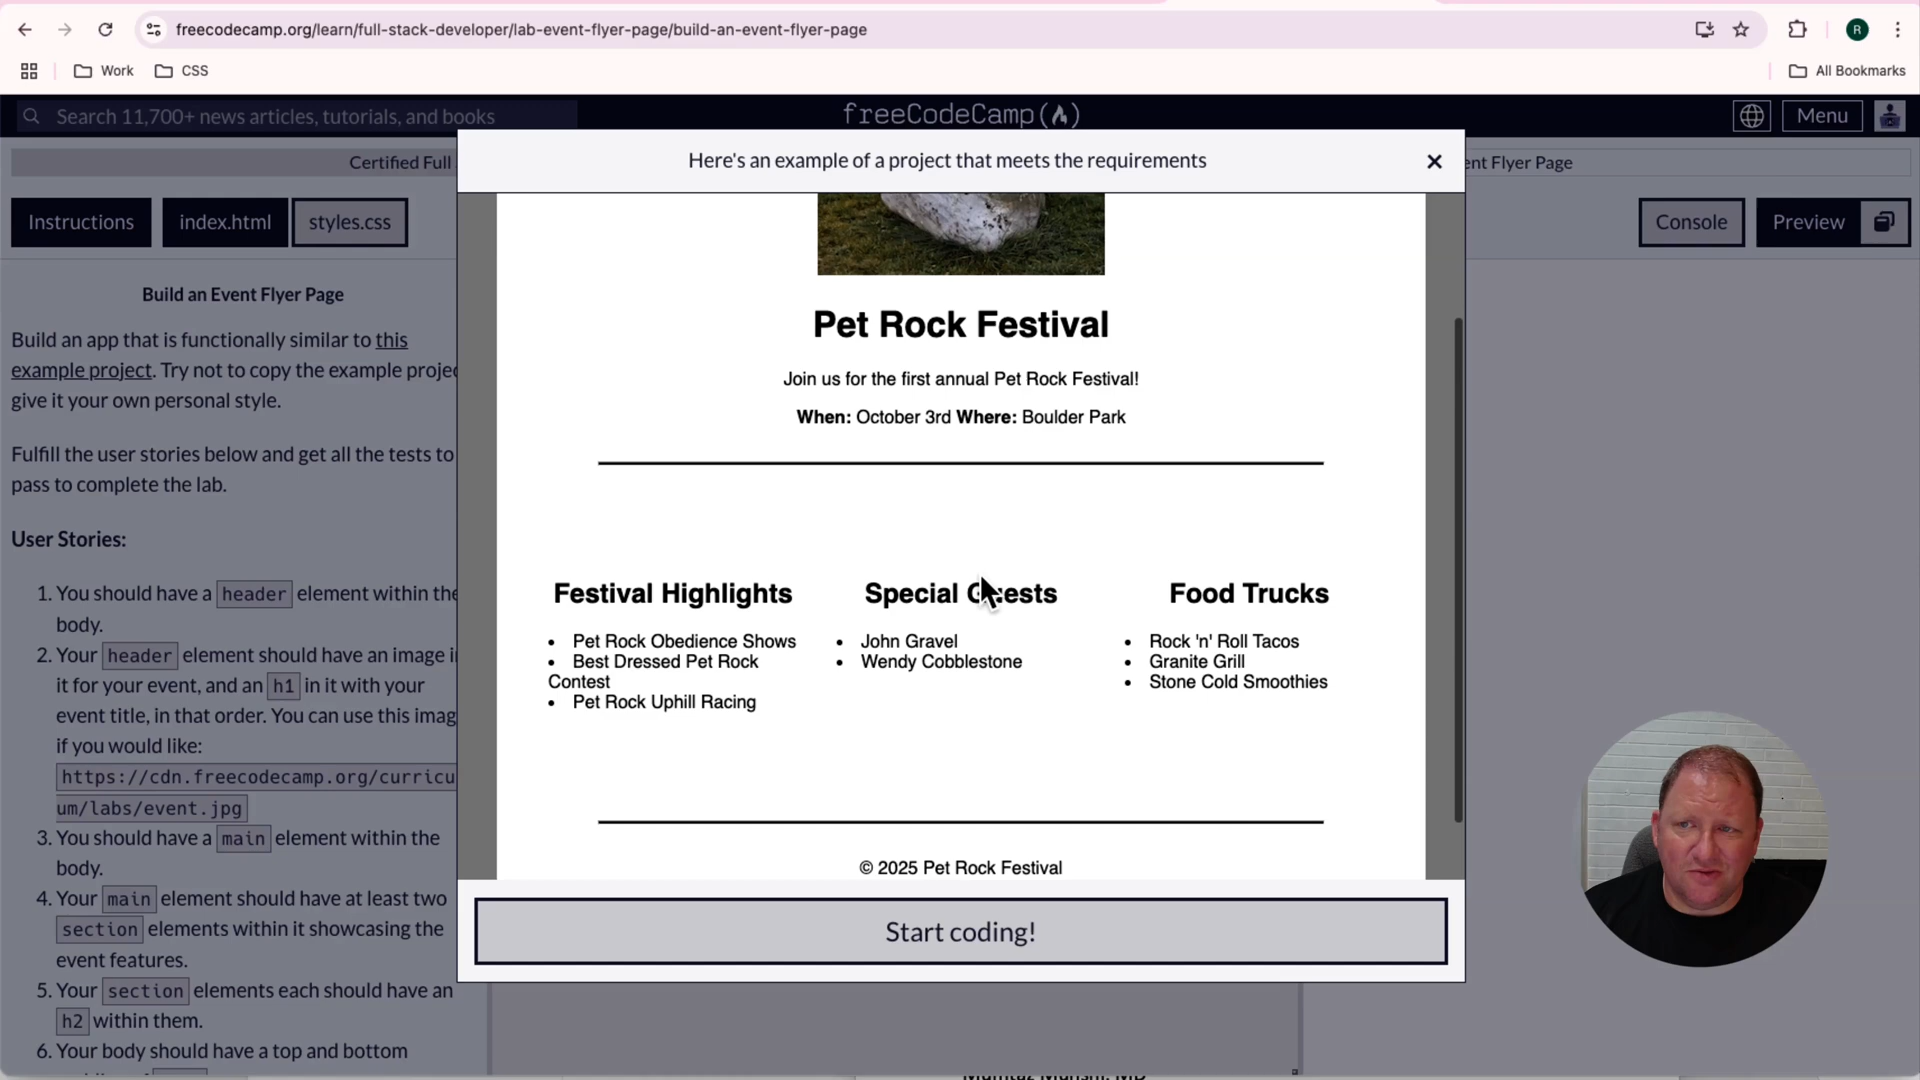 freecodecamp.org/learn/full-stack-developer/lab-event-flyer-page/build-an-event-flyer-page
R
Work
CSS
All Bookmarks
Search 11,700+ news articles, tutorials, and books
freeCodeCamp
Menu
Certified Full
Here's an example of a project that meets the requirements
ent Flyer Page
Instructions
index.html
styles.css
Console
Preview
Build an Event Flyer Page
Build an app that is functionally similar to this
example project. Try not to copy the example projec
give it your own personal style.
Fulfill the user stories below and get all the tests to
pass to complete the lab.
User Stories:
1. You should have a header element within the
body.
2. Your header element should have an image i
it for your event, and an h1 in it with your
event title, in that order. You can use this imag
if you would like:
https://cdn.freecodecamp.org/curricu
um/labs/event.jpg
3. You should have a main element within the
body.
4. Your main element should have at least two
section elements within it showcasing the
event features.
5. Your section elements each should have an
h2 within them.
6. Your body should have a top and bottom
Pet Rock Festival
Join us for the first annual Pet Rock Festival!
When: October 3rd Where: Boulder Park
Festival Highlights
• Pet Rock Obedience Shows
• Best Dressed Pet Rock
Contest
• Pet Rock Uphill Racing
Special Guests
• John Gravel
• Wendy Cobblestone
Food Trucks
• Rock 'n' Roll Tacos
• Granite Grill
• Stone Cold Smoothies
© 2025 Pet Rock Festival
Start coding!